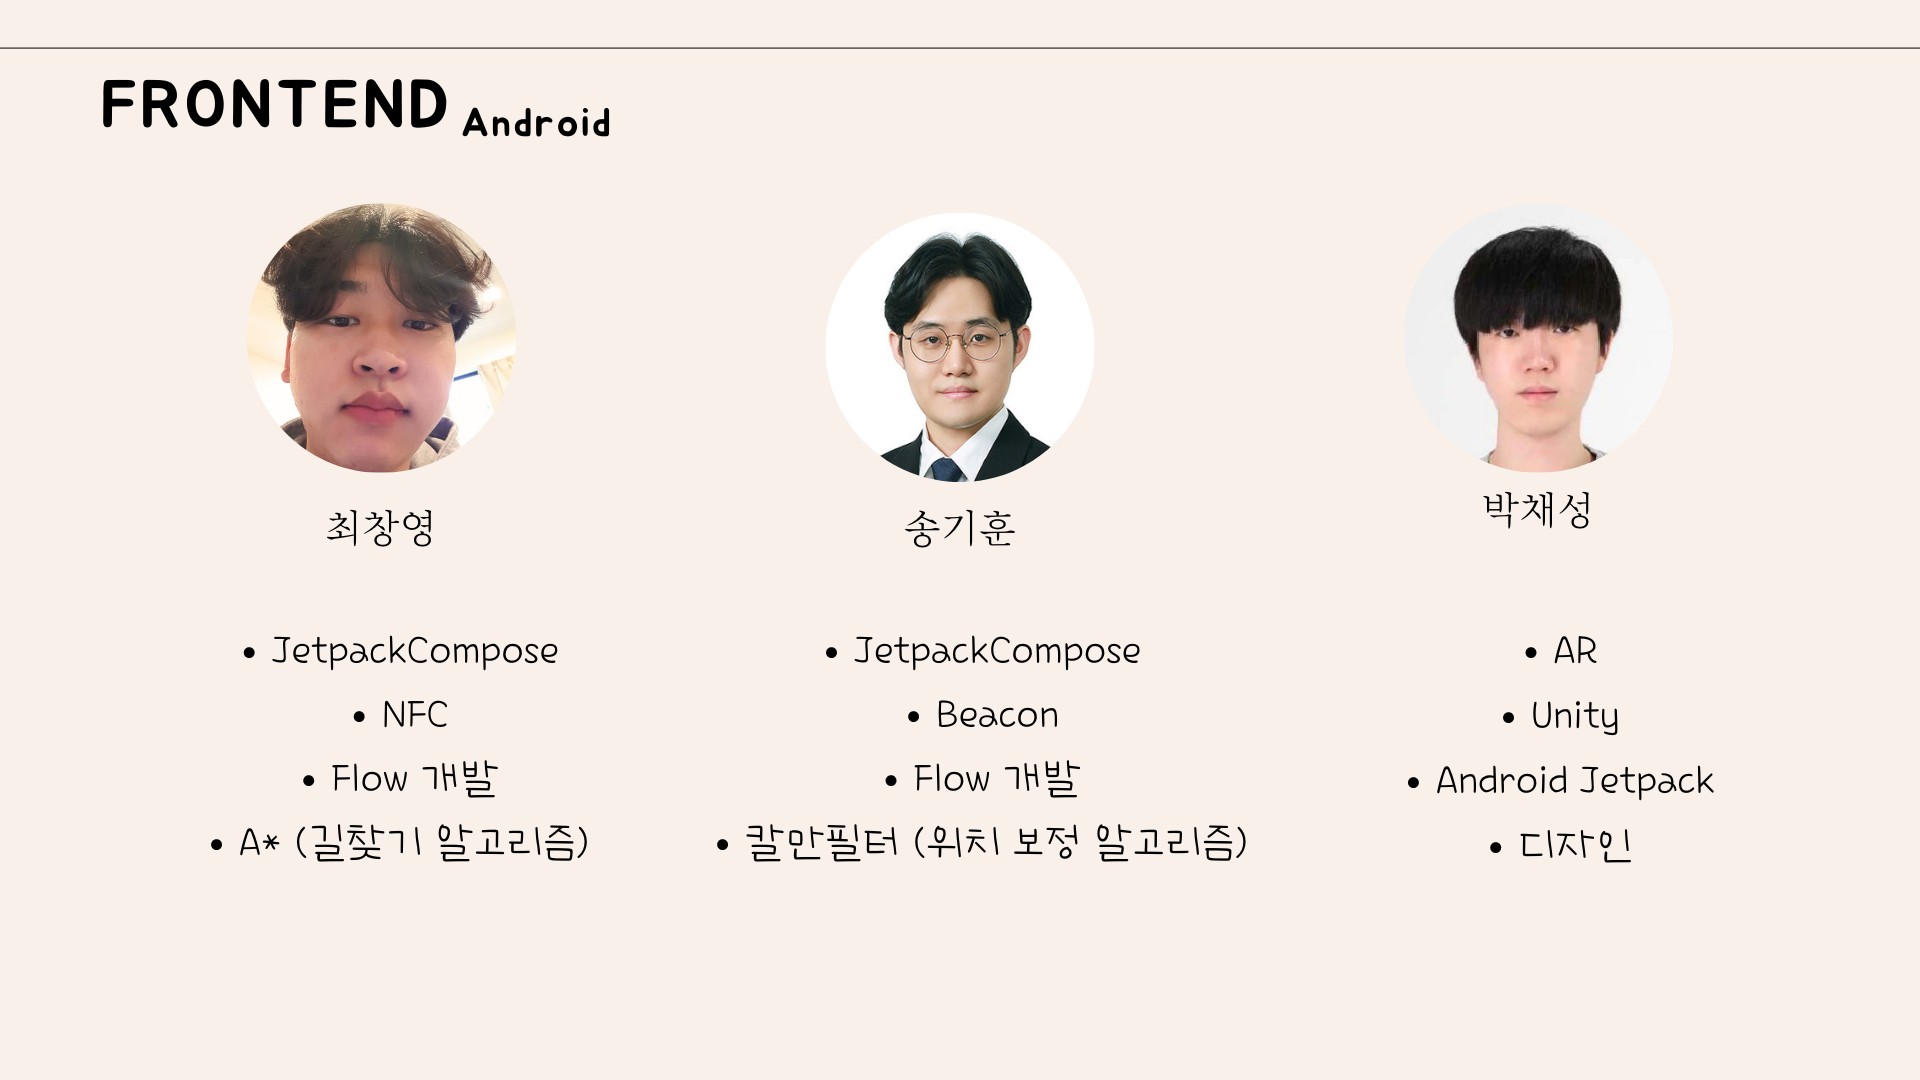 FRONTEND Android
최창영
JetpackCompose
NFC
Flow 개발
A* (길찾기 알고리즘)
송기훈
JetpackCompose
Beacon
Flow 개발
칼만필터 (위치 보정 알고리즘)
박채성
AR
Unity
Android Jetpack
디자인